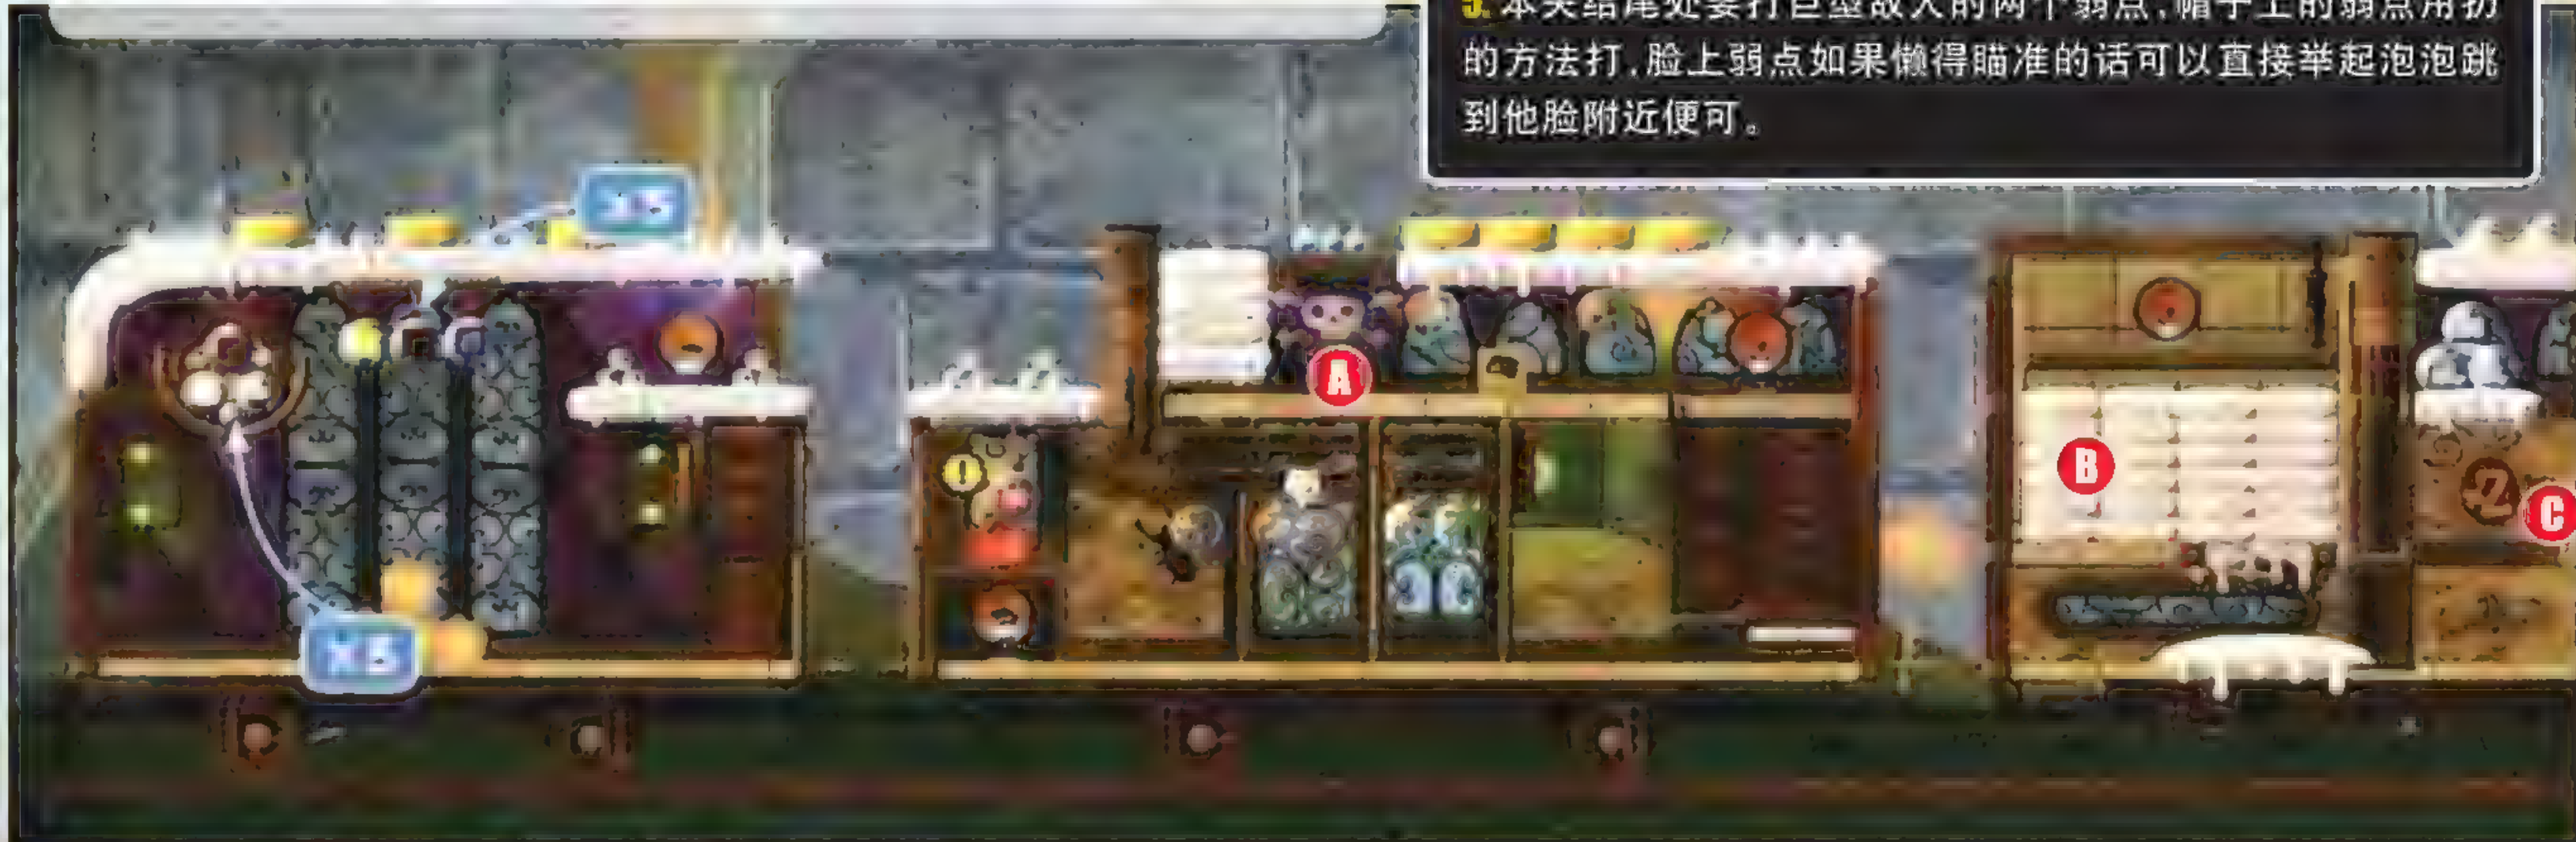 5. 本关结尾处要打巨型敌人的两个弱点,帽子上的弱点用扔
的方法打,脸上弱点如果懒得瞄准的话可以直接举起泡泡跳
到他脸附近便可。
A
B
C
X5